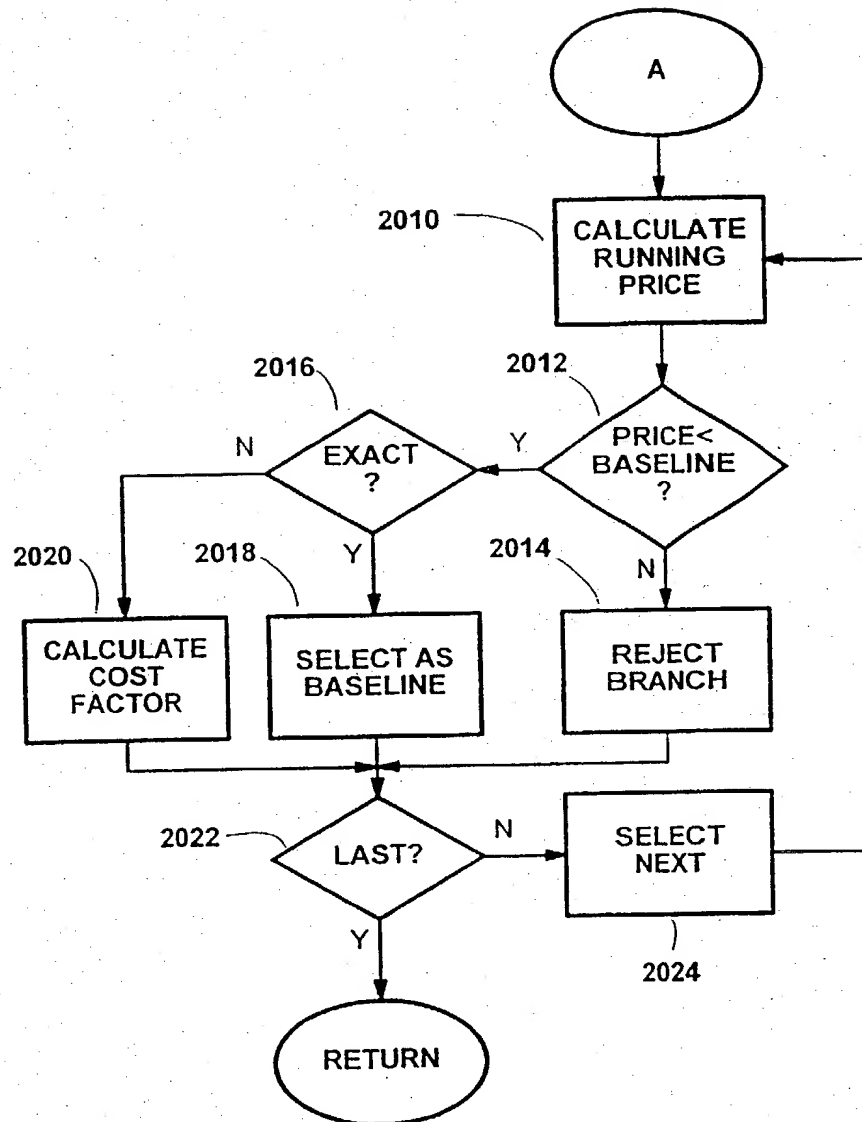 A
2010
CALCULATE
RUNNING
PRICE
2012
PRICE<
BASELINE
?
Y
N
2016
EXACT
?
N
Y
2020
CALCULATE
COST
FACTOR
2018
SELECT AS
BASELINE
2014
REJECT
BRANCH
2022
LAST?
N
Y
SELECT
NEXT
2024
RETURN